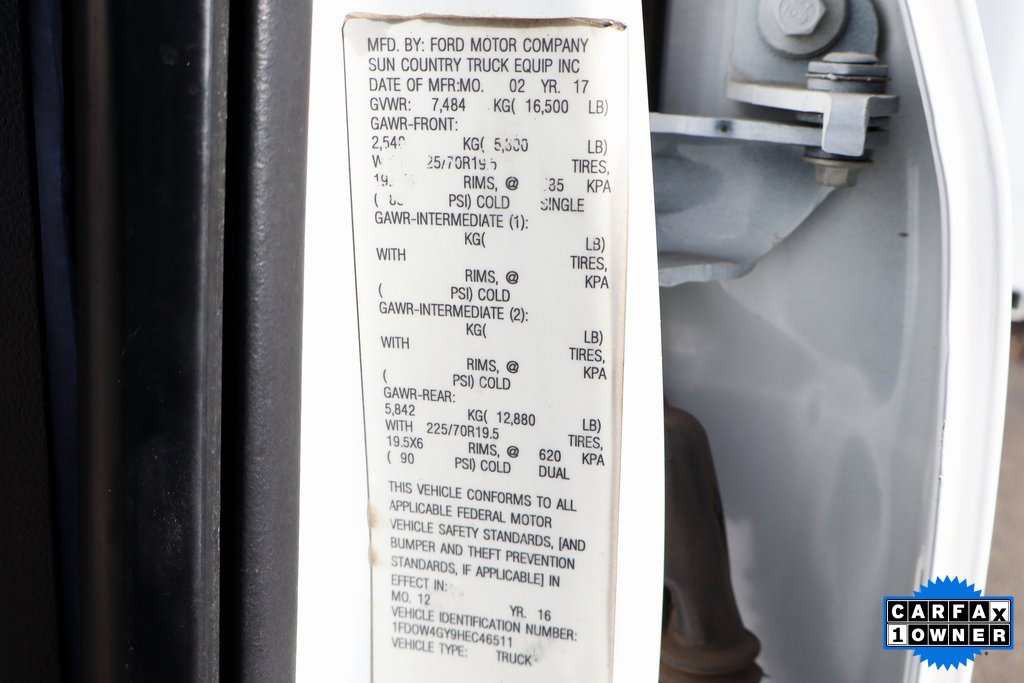 MFD. BY: FORD MOTOR COMPANY
SUN COUNTRY TRUCK EQUIP INC
DATE OF MFR:MO. 02 YR. 17
GVWR: 7,484 KG( 16,500 LB)
GAWR-FRONT:
KG( LB)
25/70R19.5 TIRES,
RIMS, @ KPA
( PSI) COLD SINGLE
GAWR-INTERMEDIATE (1):
KG( LB)
WITH TIRES,
RIMS, @ KPA
( PSI) COLD
GAWR-INTERMEDIATE (2):
KG( LB)
WITH TIRES,
RIMS, @ KPA
( PSI) COLD
GAWR-REAR:
5,842 KG( 12,880 LB)
WITH 225/70R19.5 TIRES,
19.5X6 RIMS, @ 620 KPA
( 90 PSI) COLD DUAL
THIS VEHICLE CONFORMS TO ALL
APPLICABLE FEDERAL MOTOR
VEHICLE SAFETY STANDARDS, [AND
BUMPER AND THEFT PREVENTION
STANDARDS, IF APPLICABLE] IN
EFFECT IN:
MO. 12 YR. 16
VEHICLE IDENTIFICATION NUMBER:
1FDOW4GY9HEC46511
VEHICLE TYPE: TRUCK
CARFAX
1 OWNER